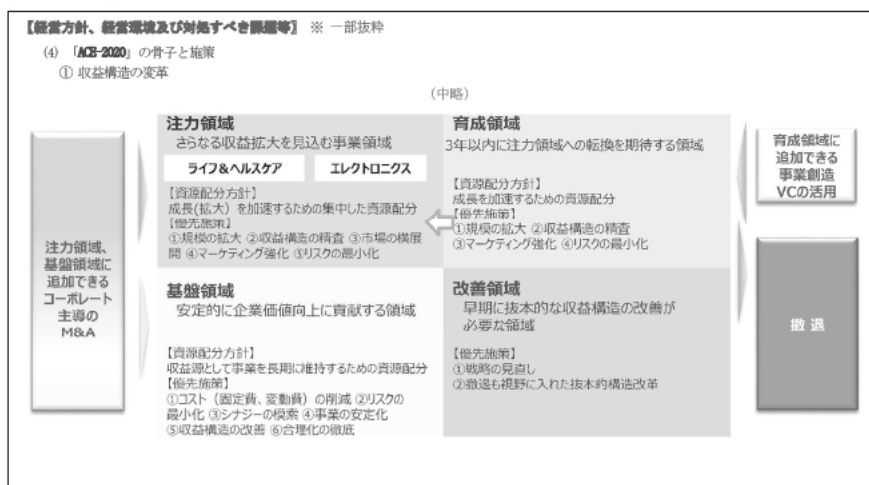 【経営方針、経営環境及び対処すべき課題等】 ※ 一部抜粋
(4) 「ACE-2020」の骨子と施策
① 収益構造の変革
(中略)
注力領域、
基盤領域に
追加できる
コーポレート
主導の
M&A
注力領域
さらなる収益拡大を見込む事業領域
ライフ&ヘルスケア
エレクトロニクス
【資源配分方針】
成長(拡大)を加速するための集中した資源配分
【優先施策】
①規模の拡大 ②収益構造の精査 ③市場の横展
開 ④マーケティング強化 ⑤リスクの最小化
育成領域
3年以内に注力領域への転換を期待する領域
【資源配分方針】
成長を加速するための資源配分
【優先施策】
①規模の拡大 ②収益構造の精査
③マーケティング強化 ④リスクの最小化
基盤領域
安定的に企業価値向上に貢献する領域
【資源配分方針】
収益源として事業を長期に維持するための資源配分
【優先施策】
①コスト(固定費、変動費)の削減 ②リスクの
最小化 ③シナジーの模索 ④事業の安定化
⑤収益構造の改善 ⑥合理化の徹底
改善領域
早期に抜本的な収益構造の改善が
必要な領域
【優先施策】
①戦略の見直し
②撤退も視野に入れた抜本的構造改革
育成領域に
追加できる
事業創造
VCの活用
撤退